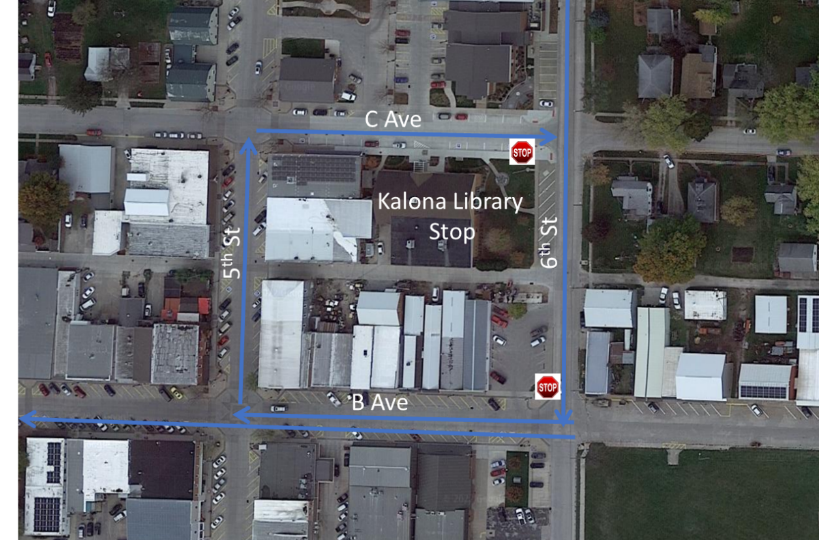 C Ave
STOP
Kalona Library
Stop
5th St
6th St
STOP
B Ave